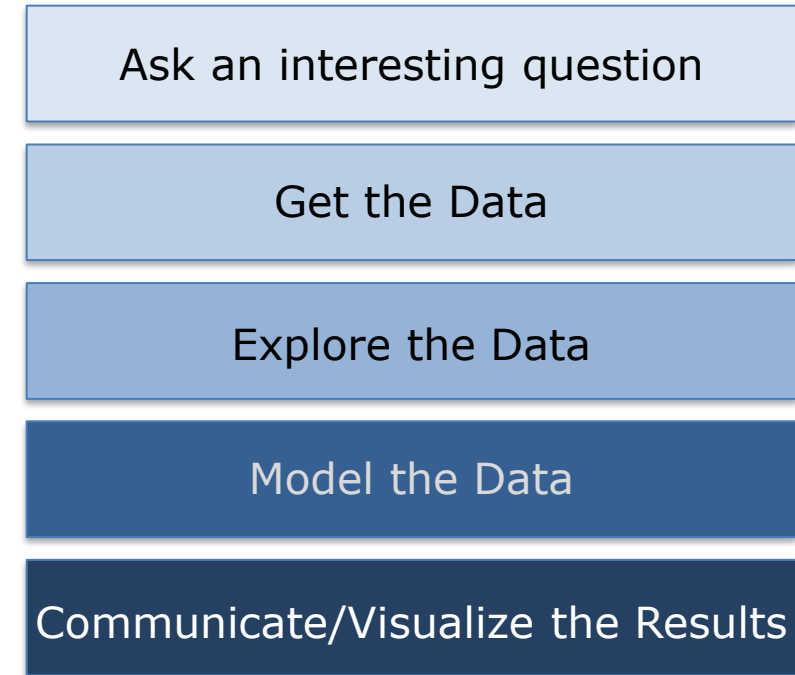 Ask an interesting question
Get the Data
Explore the Data
Model the Data
Communicate/Visualize the Results